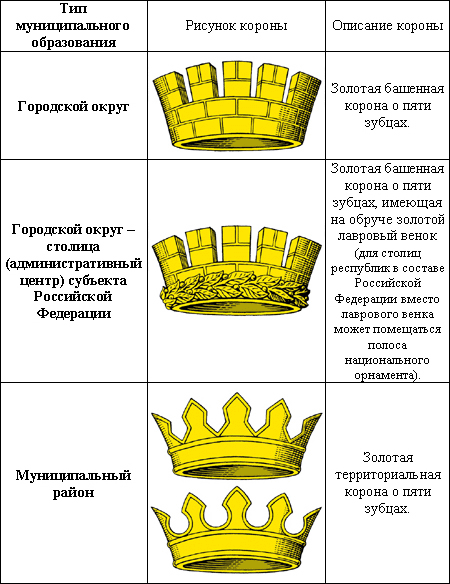 Тип
муниципального
образования
Рисунок короны
Описание короны
Городской округ
Золотая башенная
корона о пяти
зубцах.
Городской округ –
столица
(административный
центр) субъекта
Российской
Федерации
Золотая башенная
корона о пяти
зубцах, имеющая
на обруче золотой
лавровый венок
(для столиц
республик в составе
Российской
Федерации вместо
лаврового венка
может помещаться
полоса
национального
орнамента).
Муниципальный
район
Золотая
территориальная
корона о пяти
зубцах.